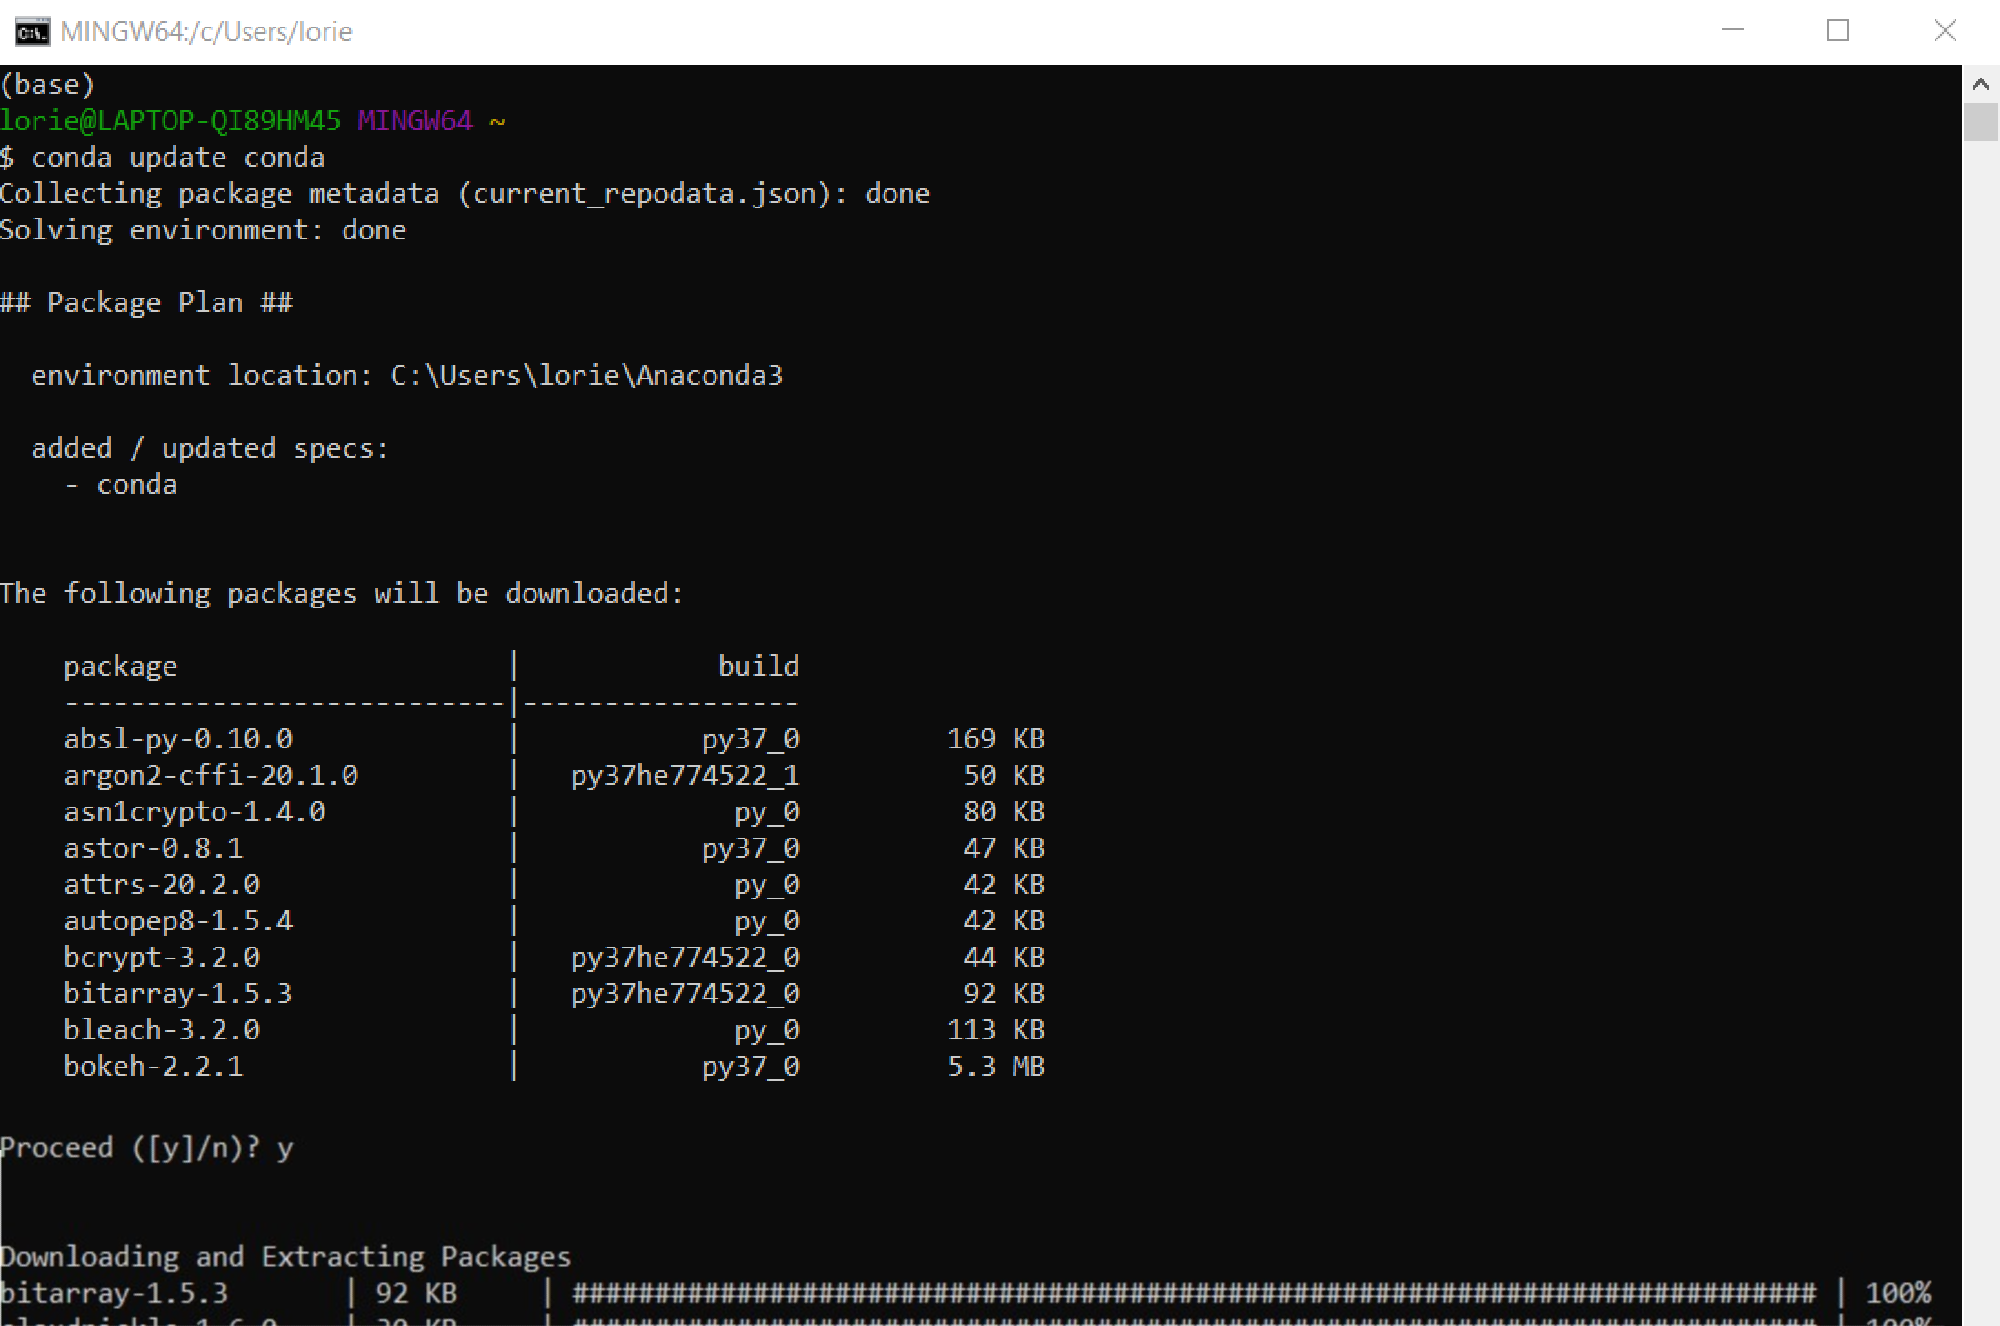 MINGW64:/c/Users/lorie
(base)
lorie@LAPTOP-QI89HM45 MINGW64 ~
$ conda update conda
Collecting package metadata (current_repodata.json): done
Solving environment: done
## Package Plan ##
environment location: C:\Users\lorie\Anaconda3
added / updated specs:
- conda
The following packages will be downloaded:
package | build
---------------------------|-----------------
absl-py-0.10.0 | py37_0 169 KB
argon2-cffi-20.1.0 | py37he774522_1 50 KB
asn1crypto-1.4.0 | py_0 80 KB
astor-0.8.1 | py37_0 47 KB
attrs-20.2.0 | py_0 42 KB
autopep8-1.5.4 | py_0 42 KB
bcrypt-3.2.0 | py37he774522_0 44 KB
bitarray-1.5.3 | py37he774522_0 92 KB
bleach-3.2.0 | py_0 113 KB
bokeh-2.2.1 | py37_0 5.3 MB
Proceed ([y]/n)? y
Downloading and Extracting Packages
bitarray-1.5.3 | 92 KB | ############################################################################ | 100%